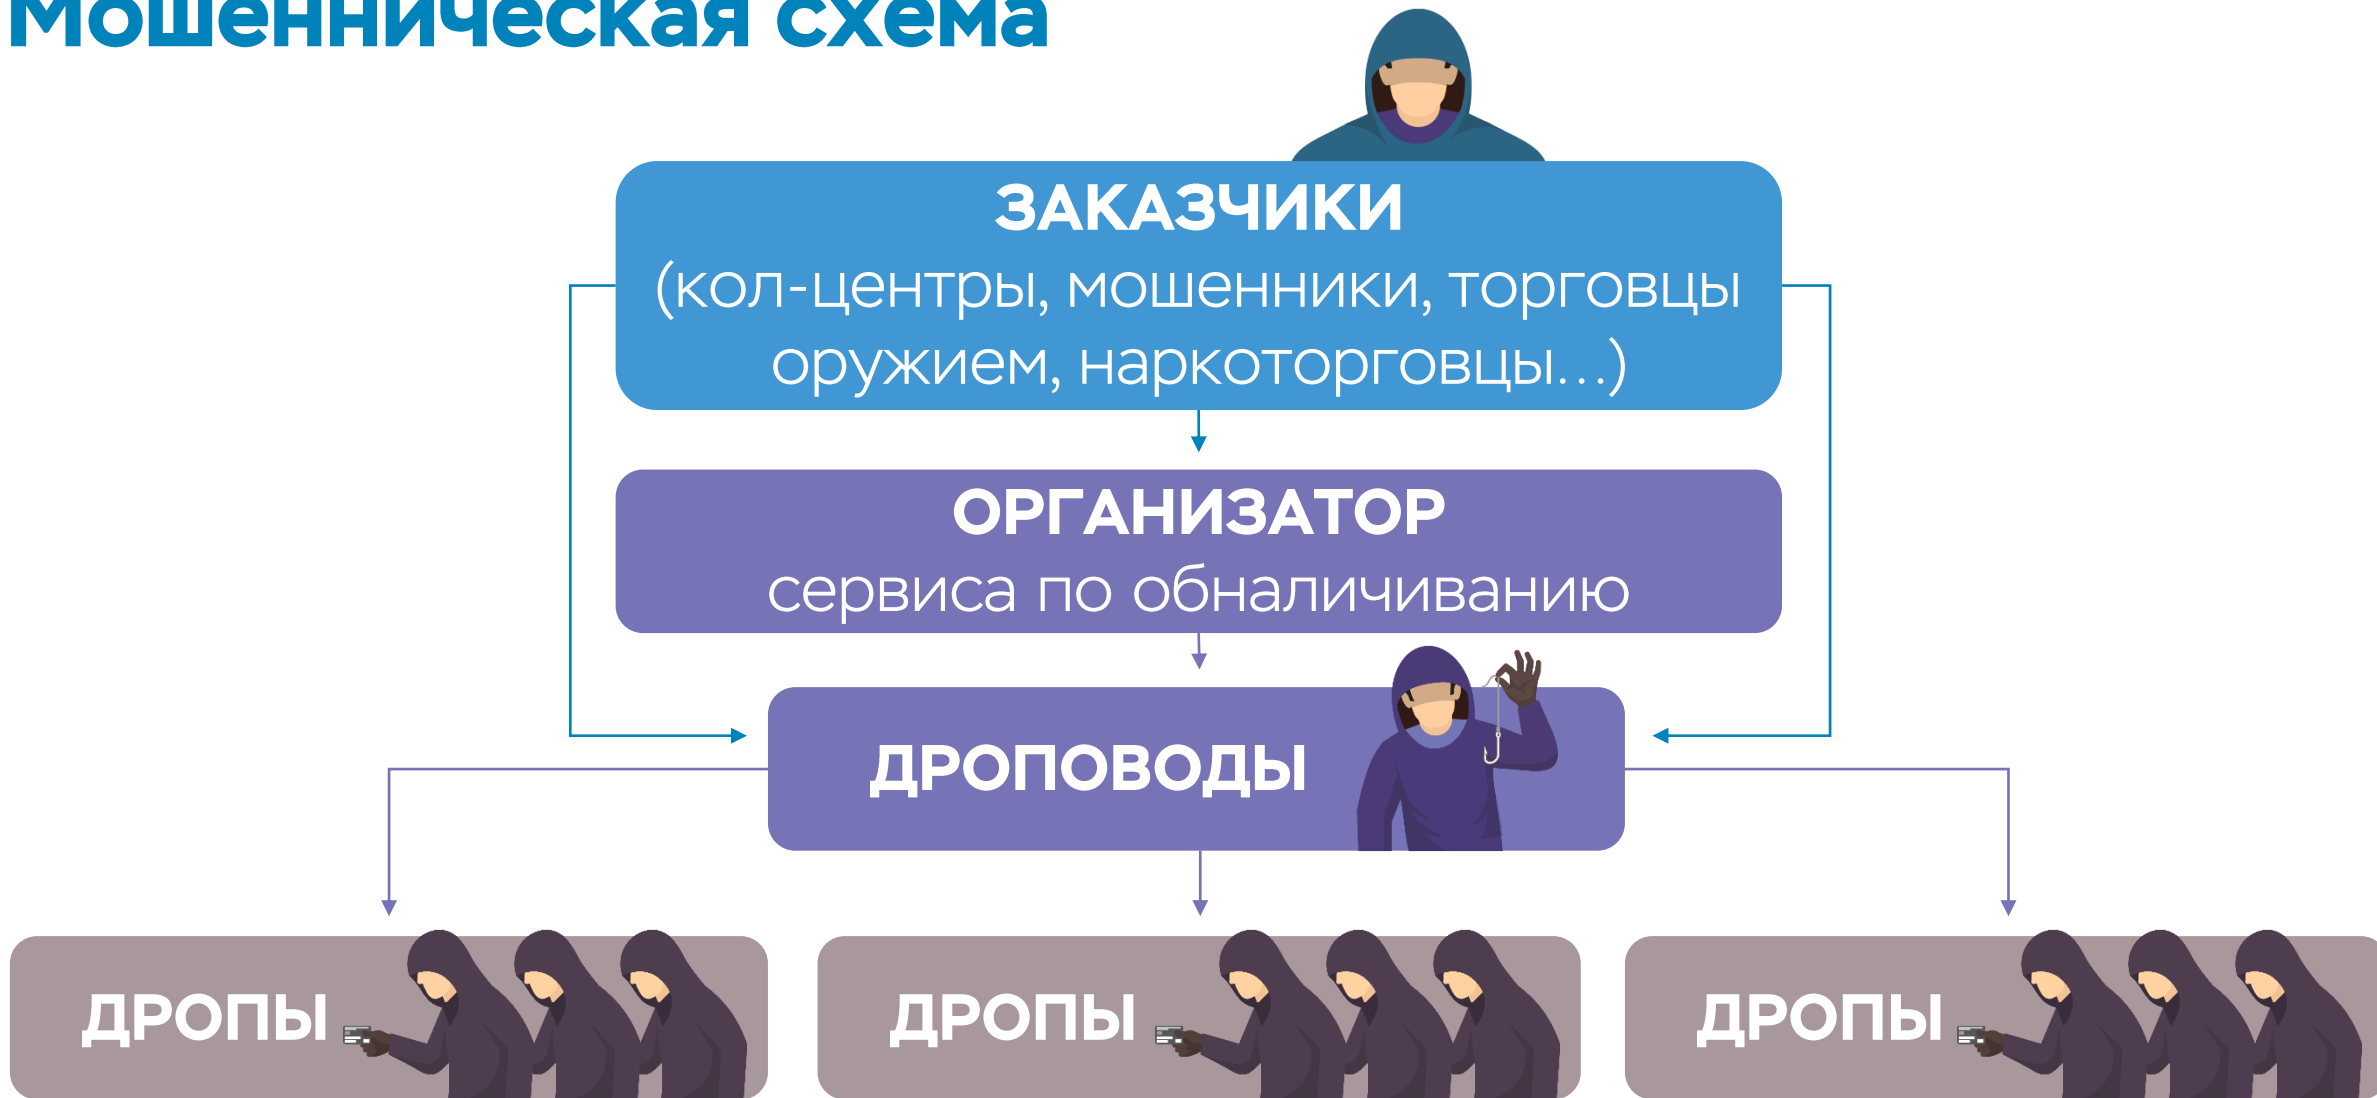 Мошенническая схема
ЗАКАЗЧИКИ
(кол-центры, мошенники, торговцы
оружием, наркоторговцы...)
ОРГАНИЗАТОР
сервиса по обналичиванию
ДРОПОВОДЫ
ДРОПЫ
ДРОПЫ
ДРОПЫ